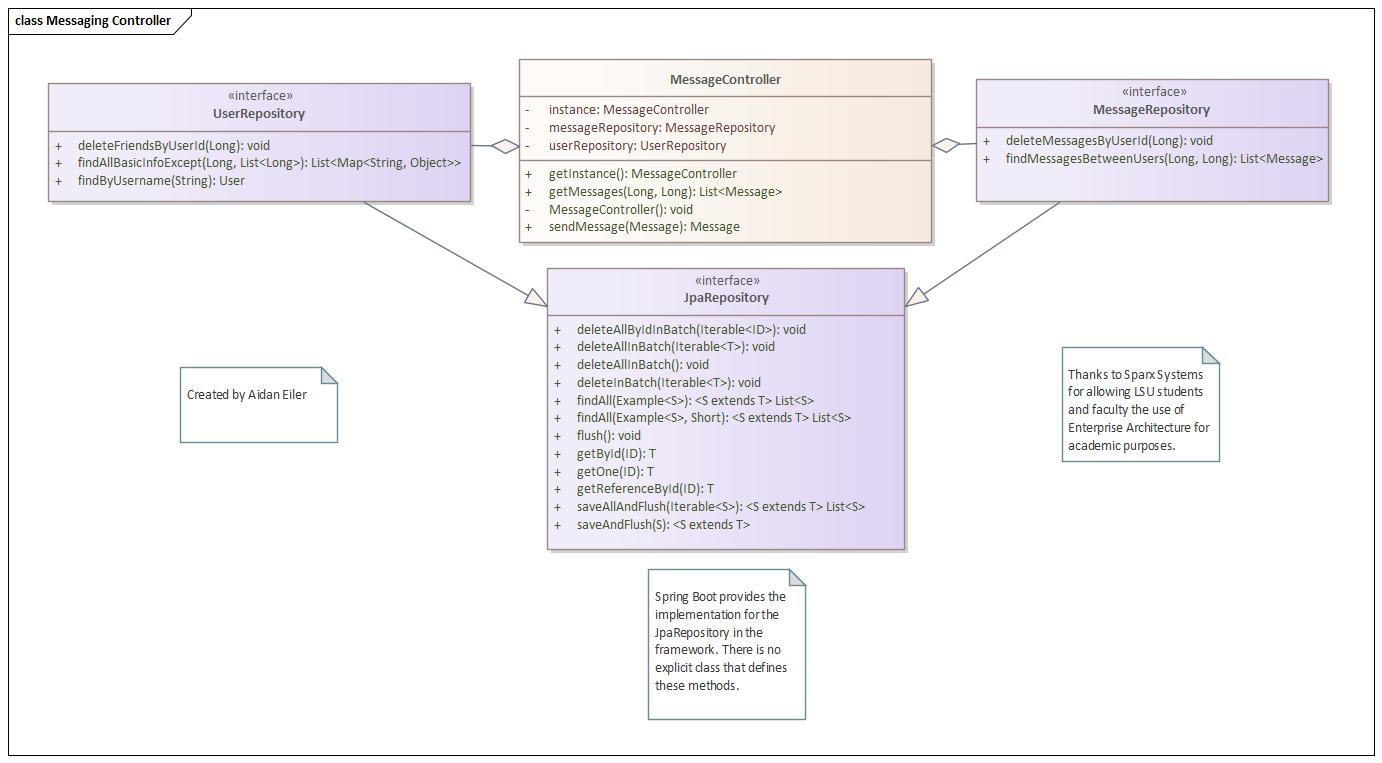 class Messaging Controller
«interface»
UserRepository
+ deleteFriendsByUserId(Long): void
+ findAllBasicInfoExcept(Long, List<Long>): List<Map<String, Object>>
+ findByUsername(String): User
MessageController
- instance: MessageController
- messageRepository: MessageRepository
- userRepository: UserRepository
+ getInstance(): MessageController
+ getMessages(Long, Long): List<Message>
- MessageController(): void
+ sendMessage(Message): Message
«interface»
MessageRepository
+ deleteMessagesByUserId(Long): void
+ findMessagesBetweenUsers(Long, Long): List<Message>
«interface»
JpaRepository
+ deleteAllByIdInBatch(Iterable<ID>): void
+ deleteAllInBatch(Iterable<T>): void
+ deleteAllInBatch(): void
+ deleteInBatch(Iterable<T>): void
+ findAll(Example<S>): <S extends T> List<S>
+ findAll(Example<S>, Short): <S extends T> List<S>
+ flush(): void
+ getById(ID): T
+ getOne(ID): T
+ getReferenceById(ID): T
+ saveAllAndFlush(Iterable<S>): <S extends T> List<S>
+ saveAndFlush(S): <S extends T>
Created by Aidan Eiler
Thanks to Sparx Systems
for allowing LSU students
and faculty the use of
Enterprise Architecture for
academic purposes.
Spring Boot provides the
implementation for the
JpaRepository in the
framework. There is no
explicit class that defines
these methods.